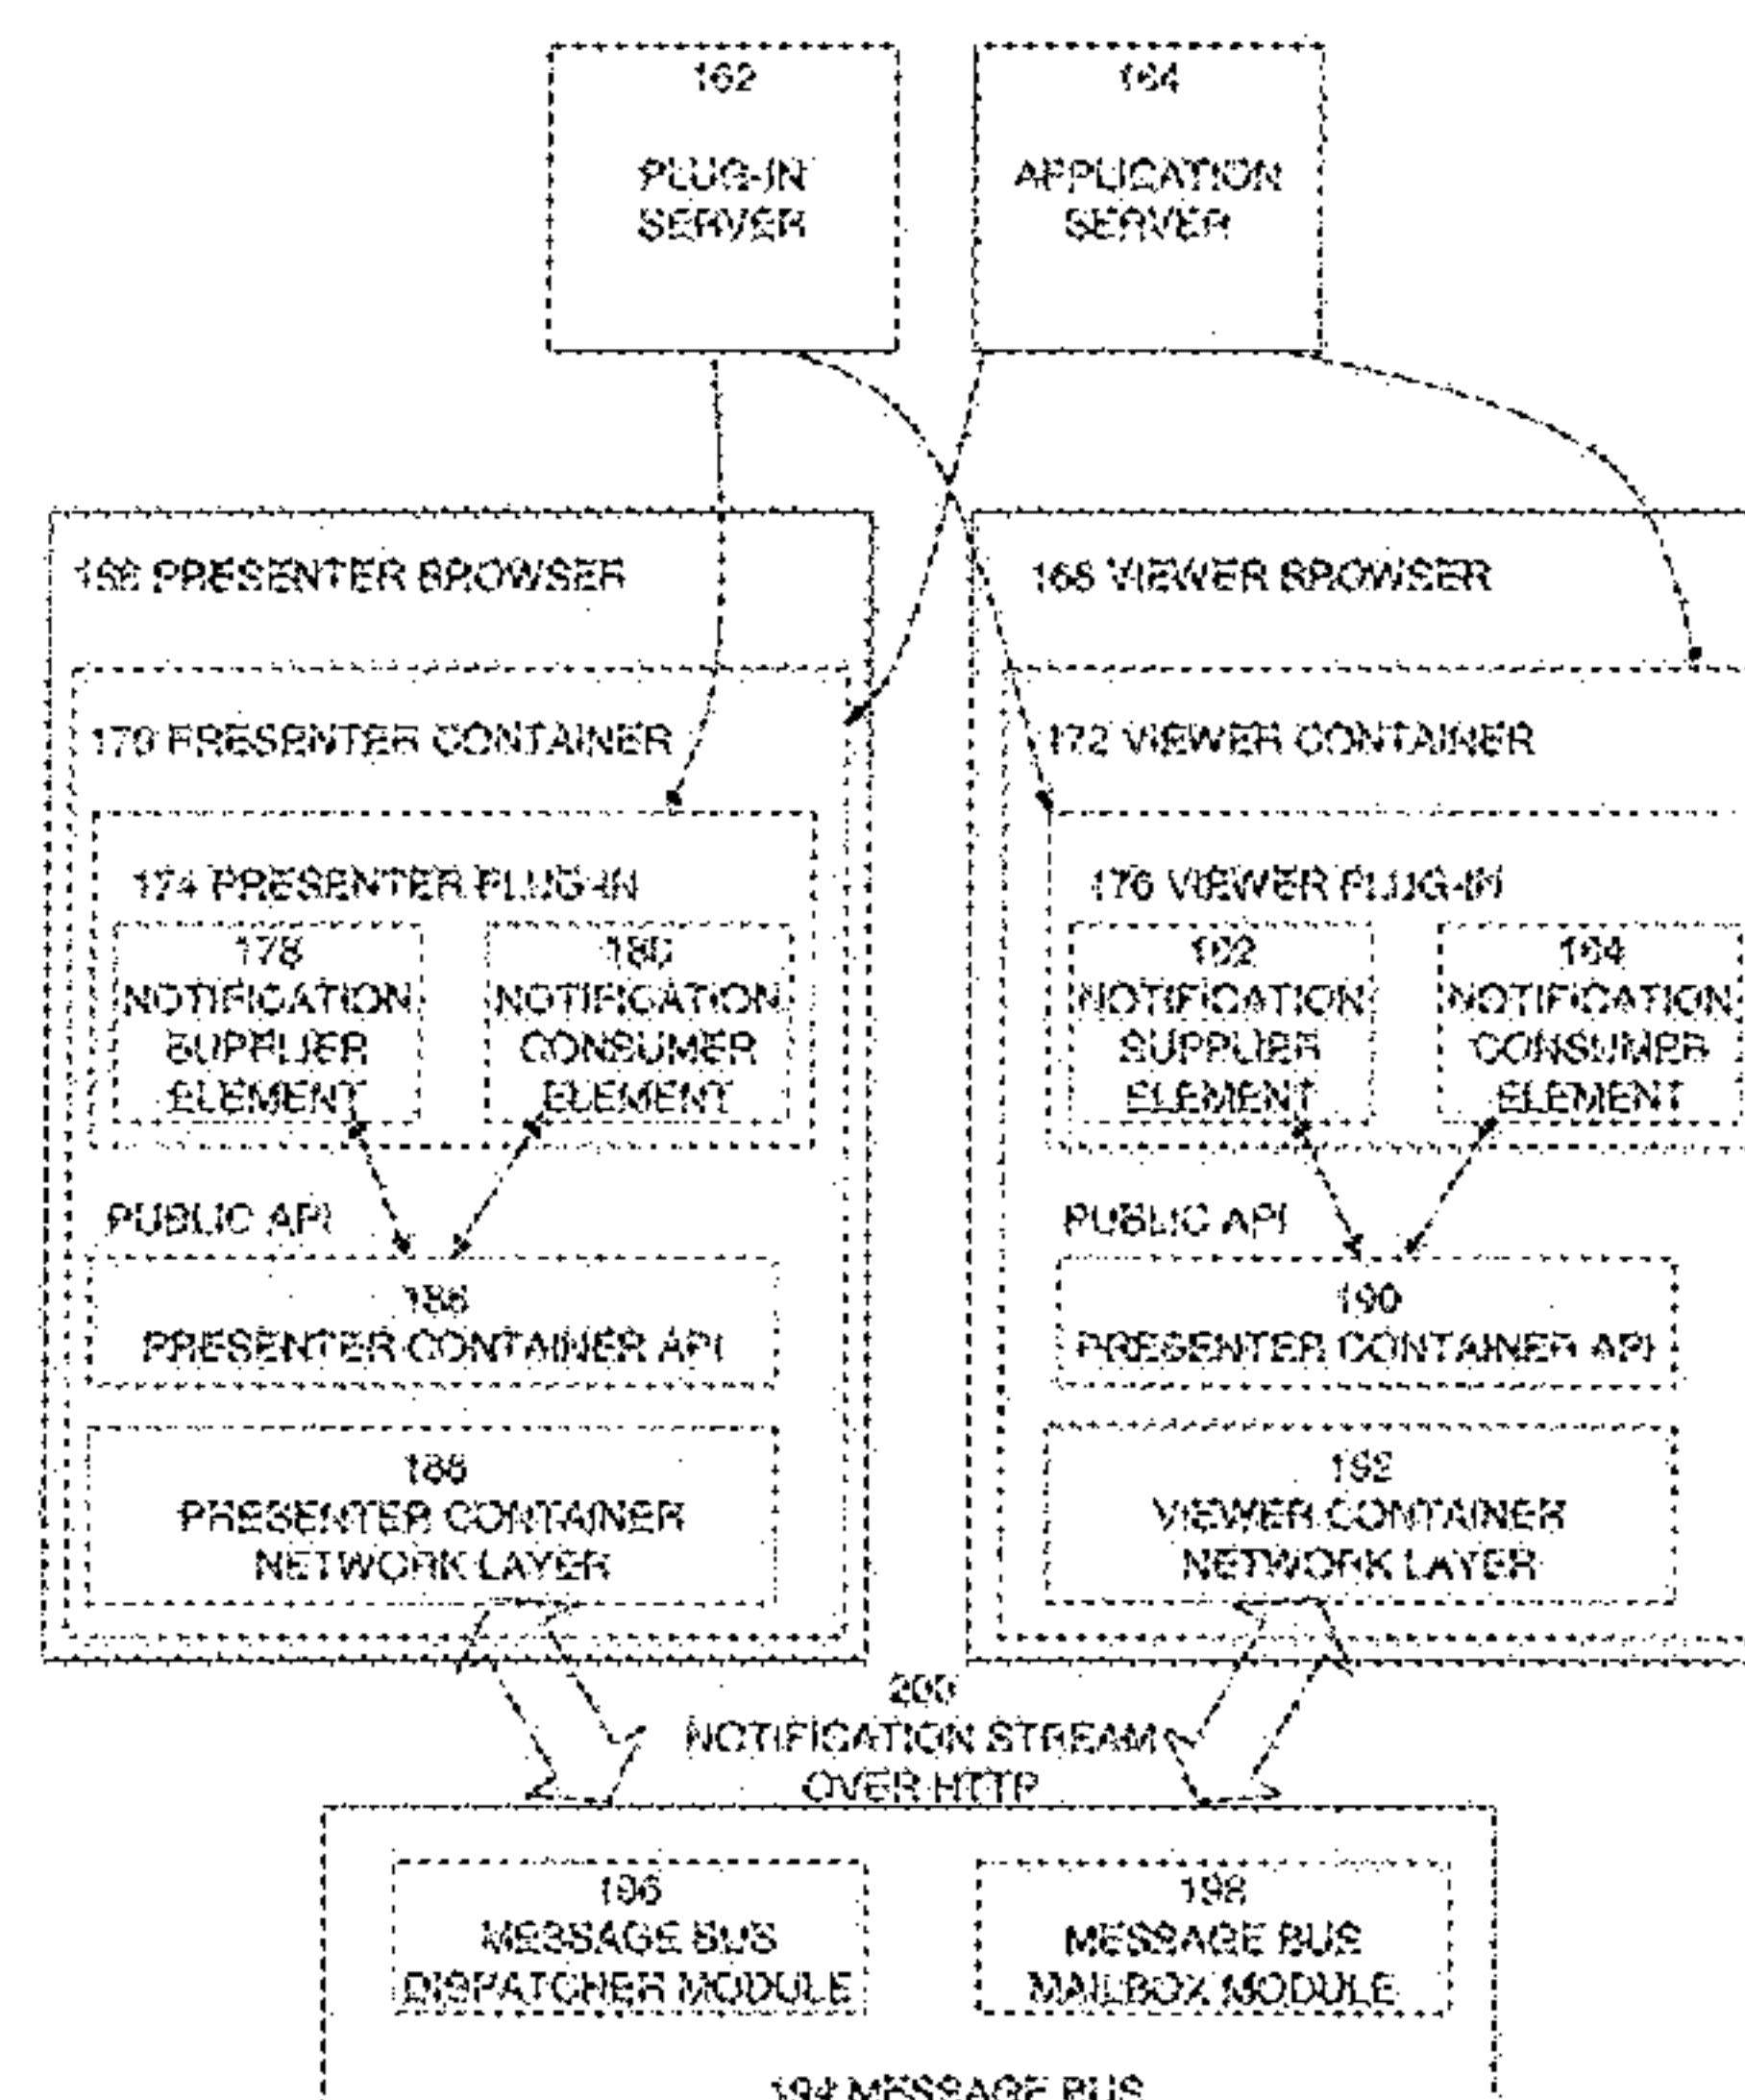 162
PLUG-IN
SERVER
164
APPLICATION
SERVER
166 PRESENTER BROWSER
168 VIEWER BROWSER
170 PRESENTER CONTAINER
172 VIEWER CONTAINER
174 PRESENTER PLUG-IN
176 VIEWER PLUG-IN
178
NOTIFICATION
SUPPLIER
ELEMENT
180
NOTIFICATION
CONSUMER
ELEMENT
NOTIFICATION
SUPPLIER
ELEMENT
NOTIFICATION
CONSUMER
ELEMENT
PUBLIC API
PUBLIC API
PRESENTER CONTAINER API
190
PRESENTER CONTAINER API
188
PRESENTER CONTAINER
NETWORK LAYER
192
VIEWER CONTAINER
NETWORK LAYER
200
NOTIFICATION STREAM
OVER HTTP
196
MESSAGE BUS
DISPATCHER MODULE
198
MESSAGE BUS
MAILBOX MODULE
194 MESSAGE BUS